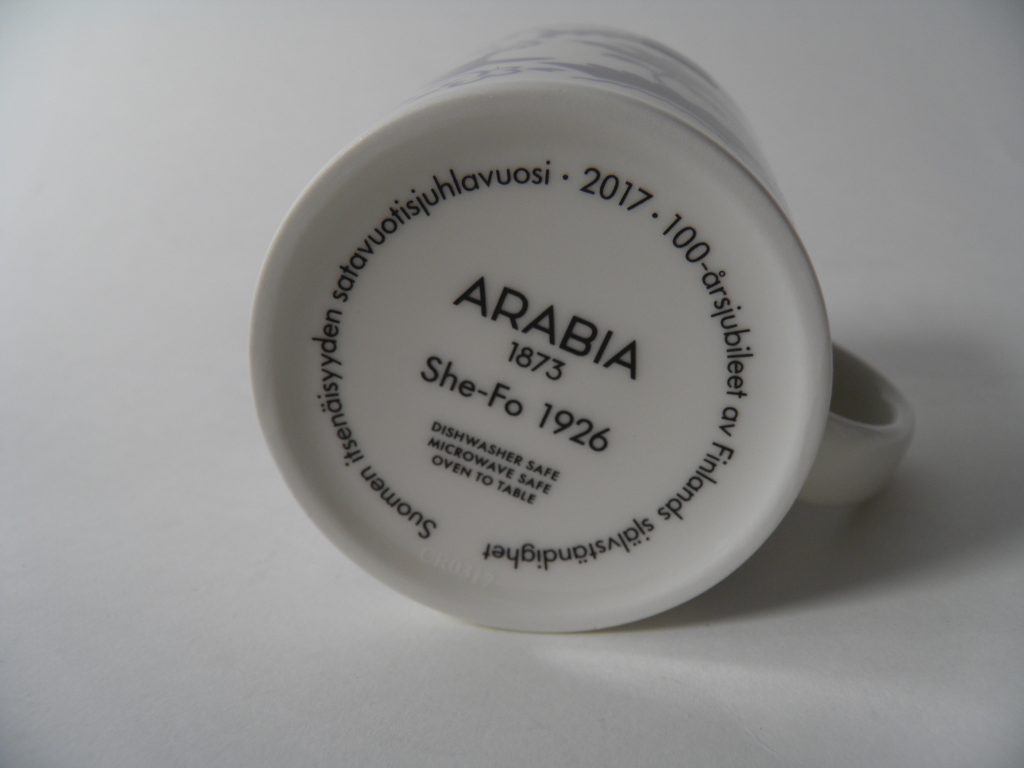 Suomen itsenäisyyden satavuotisjuhlavuosi · 2017 · 100-årsjubileet av Finlands självständighet
ARABIA
1873
She-Fo 1926
DISHWASHER SAFE
MICROWAVE SAFE
OVEN TO TABLE